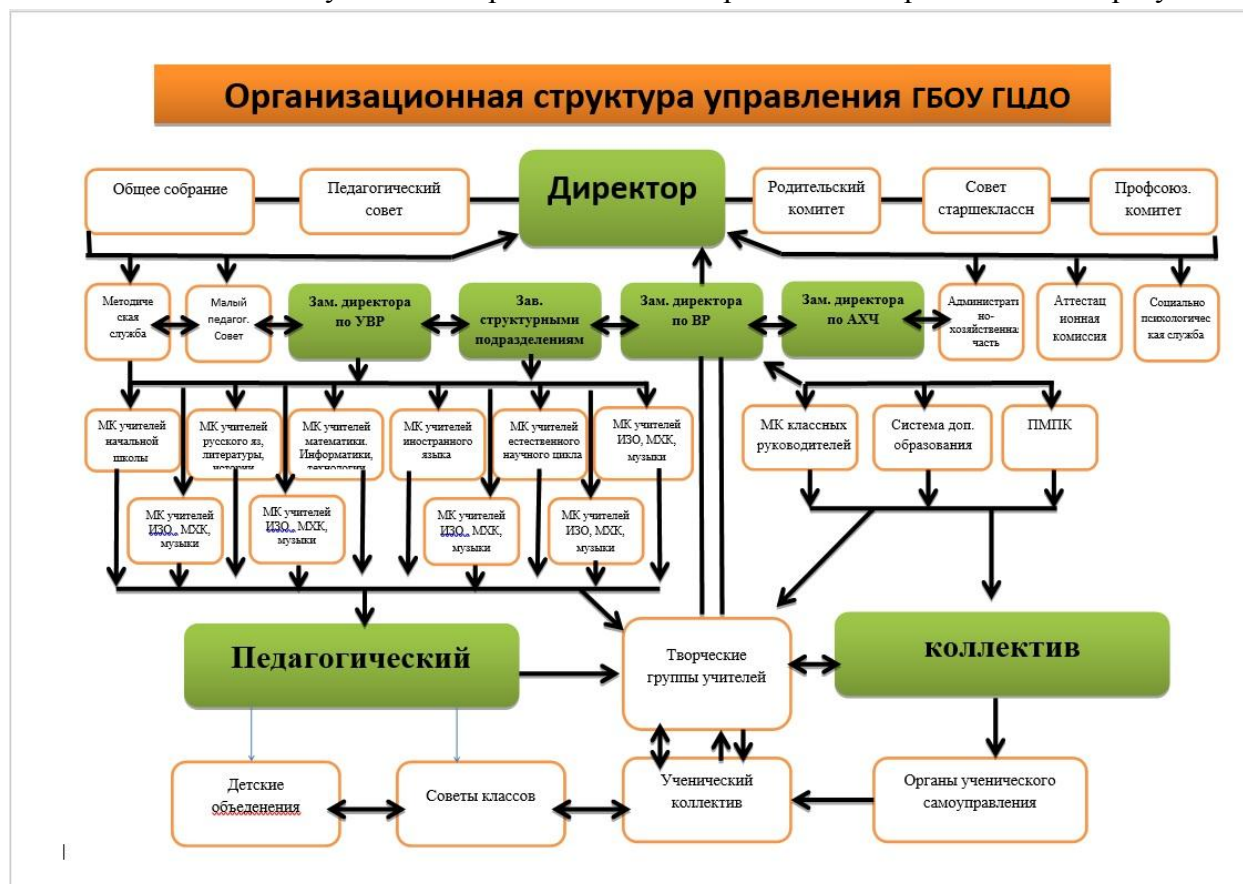 Организационная структура управления ГБОУ ГЦДО
Общее собрание
Педагогический
совет
Директор
Родительский
комитет
Совет
старшеклассн
Профсоюз.
комитет
Методиче
ская
служба
Малый
педагог.
Совет
Зам. директора
по УВР
Зав.
структурными
подразделениям
Зам. директора
по ВР
Зам. директора
по АХЧ
Администрати
но-
хозяйственна:
часть
Аттестац
ионная
комиссия
Социально
психологичес
кая служба
МК учителей
начальной
школы
МК учителей
русского яз,
литературы,
истории
МК учителей
математики.
Информатики,
технологии
МК учителей
иностранного
языка
МК учителей
естественного
научного цикла
МК учителей
ИЗО, МХК,
музыки
МК классных
руководителей
Система доп.
образования
ПМПК
МК учителей
ИЗО,, МХК,
музыки
МК учителей
ИЗО,, МХК,
музыки
МК учителей
ИЗО,, МХК,
музыки
МК учителей
ИЗО, МХК,
музыки
Педагогический
Творческие
группы учителей
коллектив
Детские
объеденения
Советы классов
Ученический
коллектив
Органы ученического
самоуправления